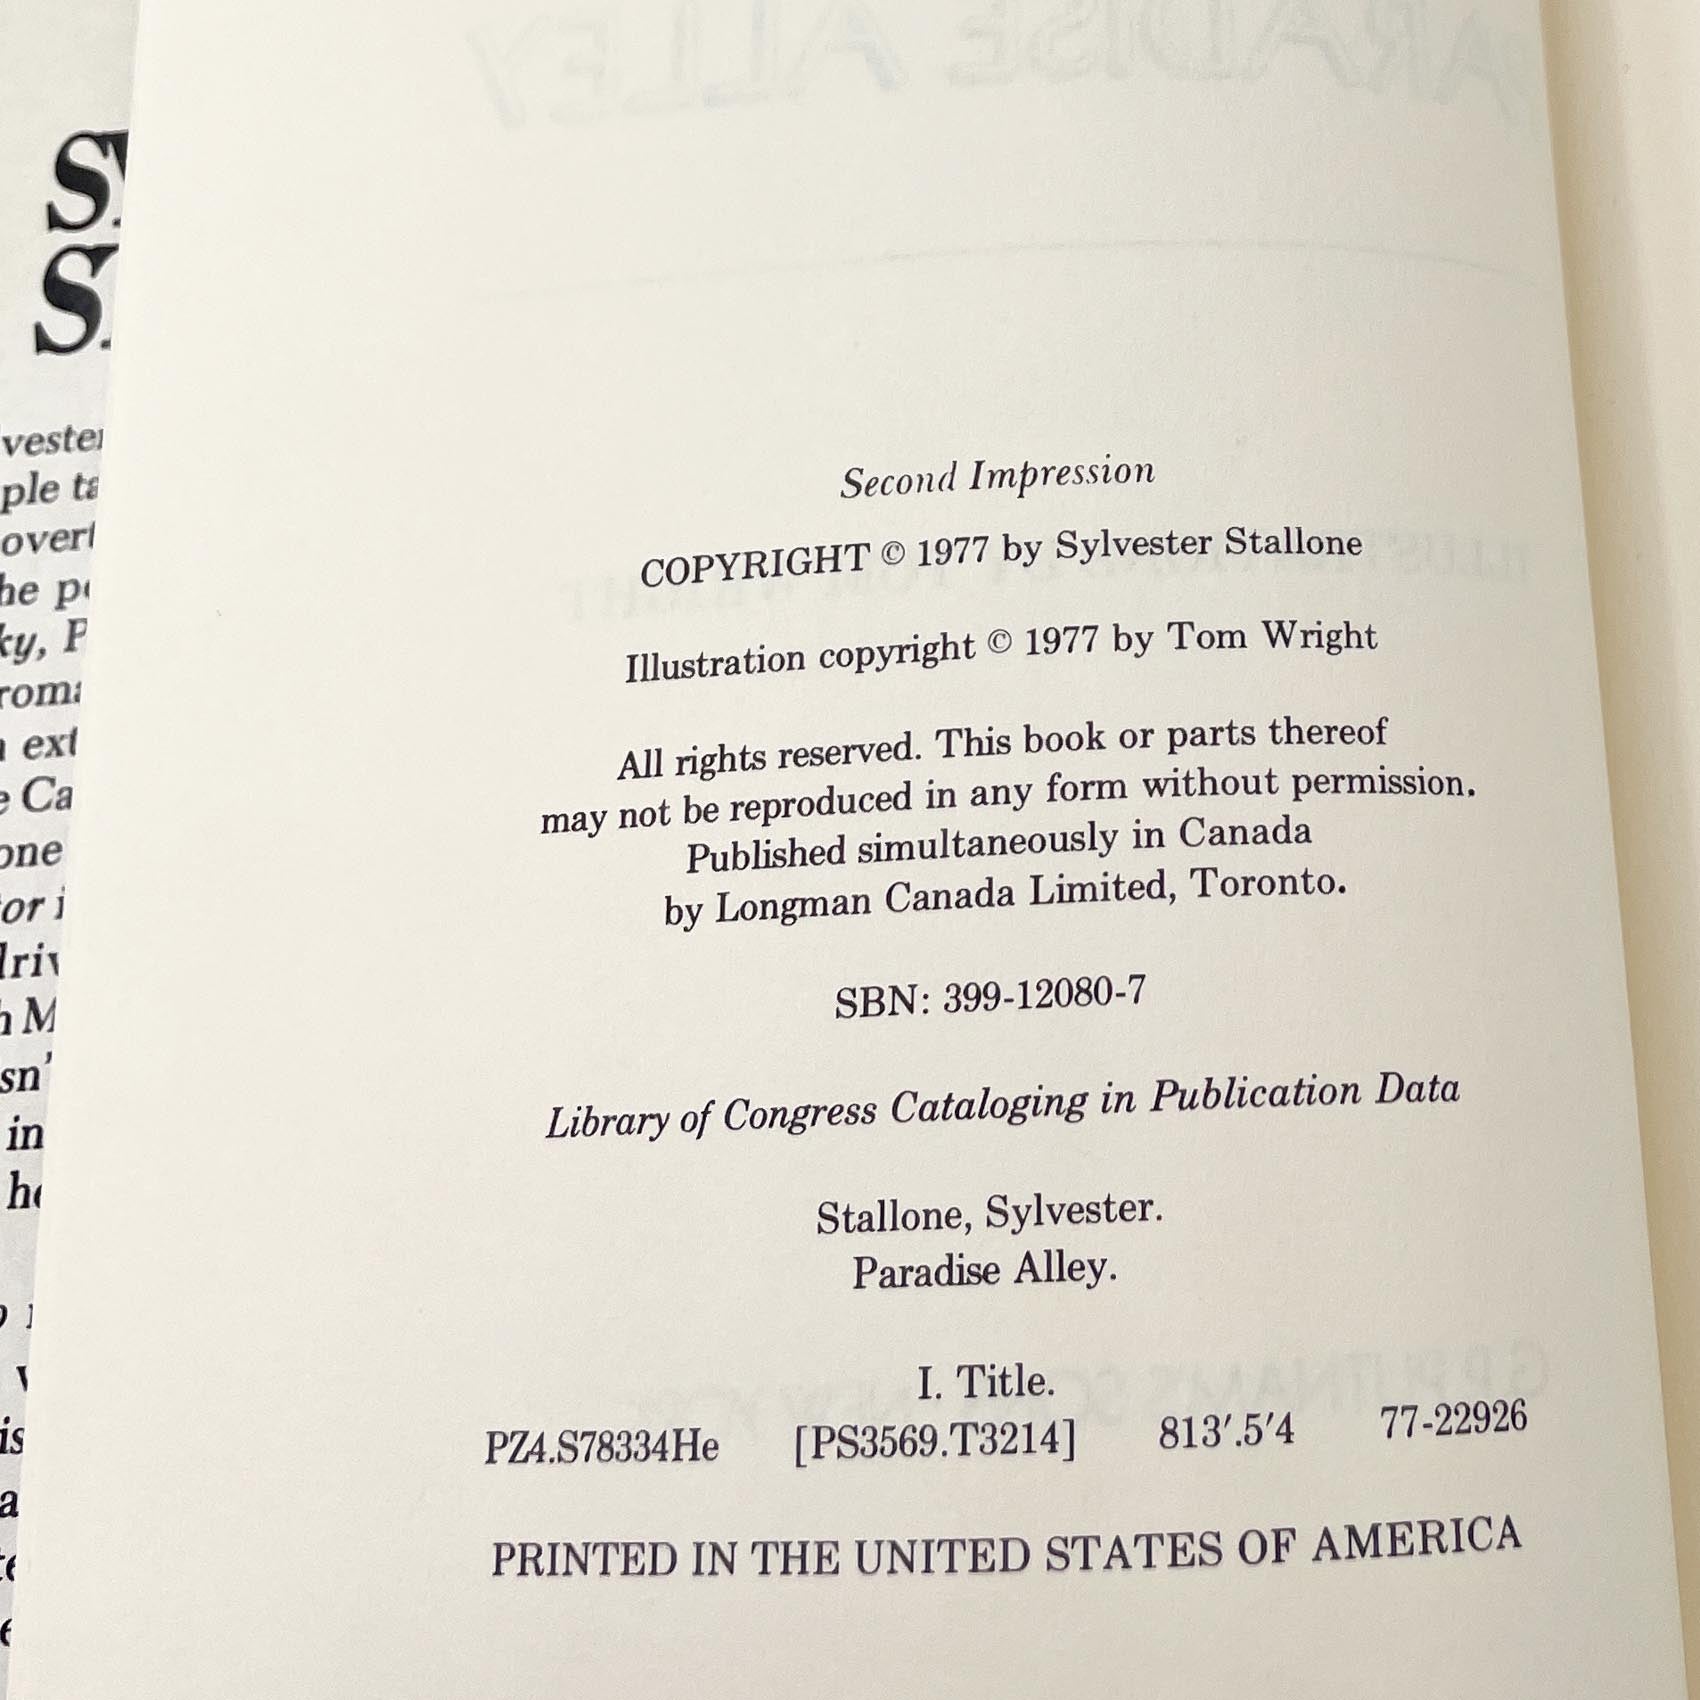 Second Impression
COPYRIGHT © 1977 by Sylvester Stallone
Illustration copyright © 1977 by Tom Wright
All rights reserved. This book or parts thereof
may not be reproduced in any form without permission.
Published simultaneously in Canada
by Longman Canada Limited, Toronto.
SBN: 399-12080-7
Library of Congress Cataloging in Publication Data
Stallone, Sylvester.
Paradise Alley.
I. Title.
PZ4.S78334He [PS3569.T3214] 813′.5′4 77-22926
PRINTED IN THE UNITED STATES OF AMERICA